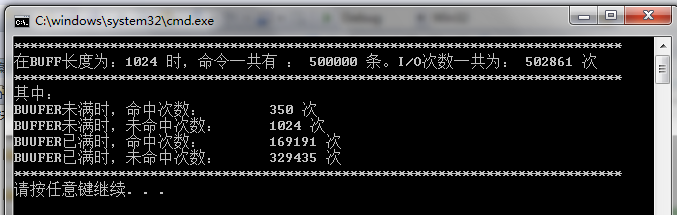 C:\windows\system32\cmd.exe
****************************************************************************
在BUFF长度为：1024 时，命令一共有 ： 500000 条。I/O次数一共为： 502861 次
****************************************************************************
其中：
BUUFER未满时，命中次数： 350 次
BUFFER未满时，未命中次数： 1024 次
BUUFER已满时，命中次数： 169191 次
BUUFER已满时，未命中次数： 329435 次
****************************************************************************
请按任意键继续. . .